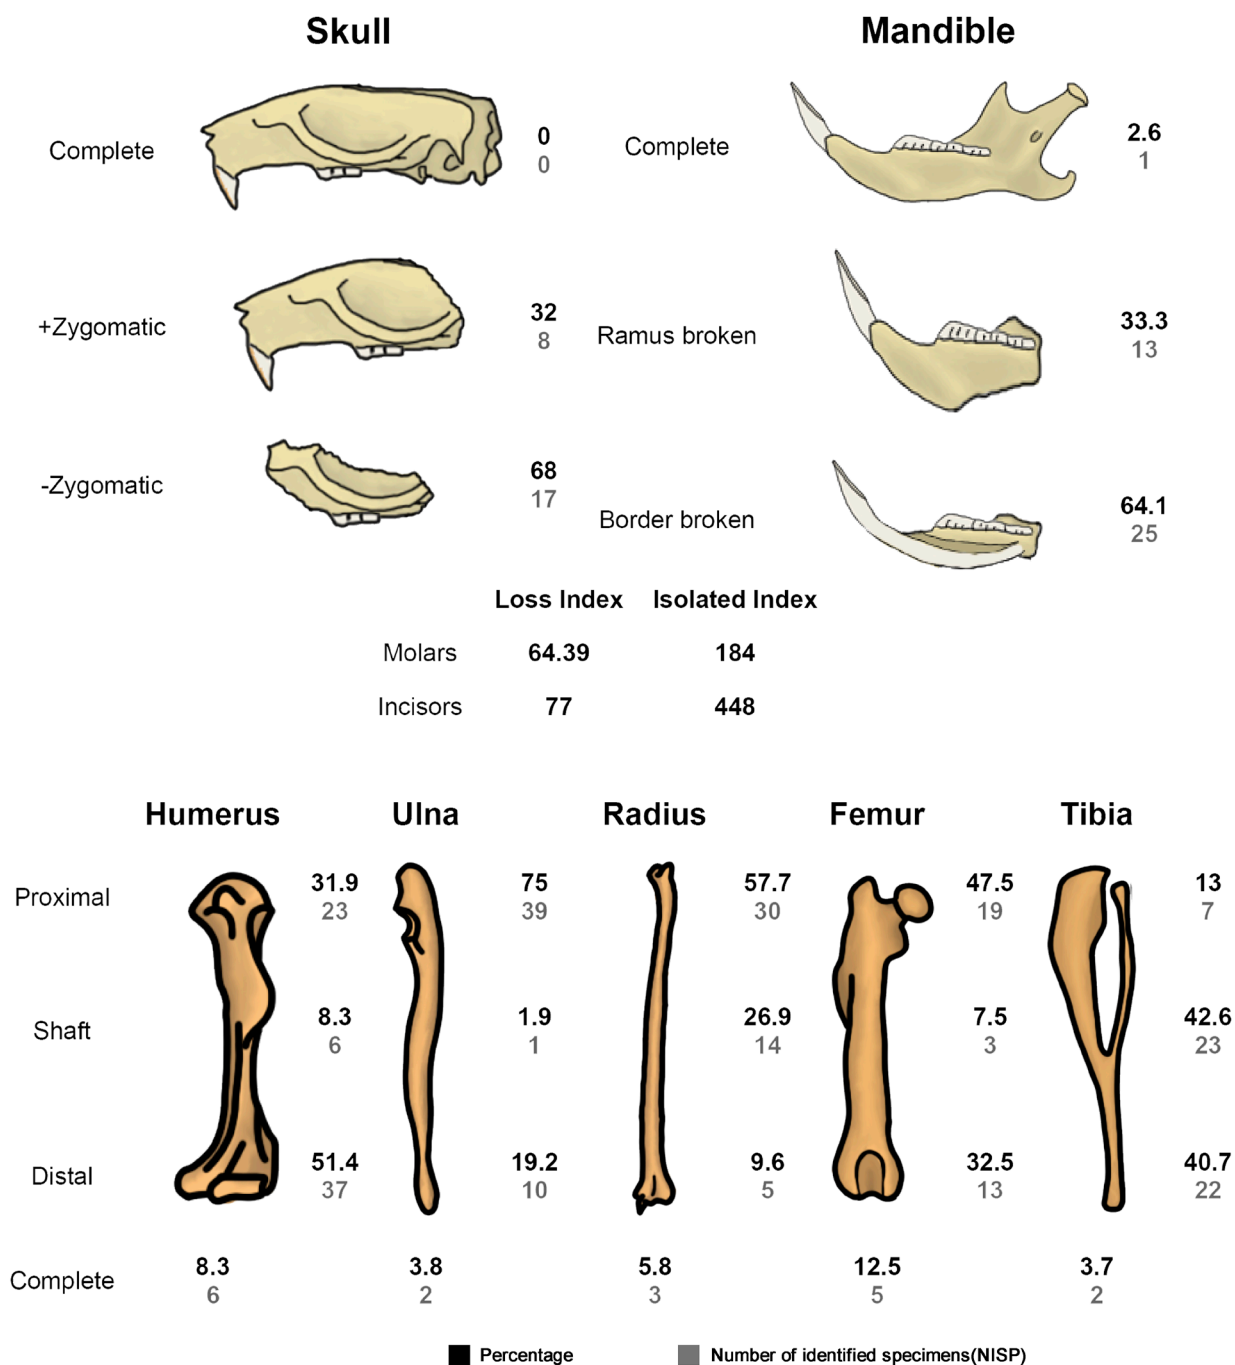 Skull Mandible
Complete 0 Complete 2.6
0 1
+Zygomatic 32 Ramus broken 33.3
8 13
-Zygomatic 68 Border broken 64.1
17 25
Loss Index Isolated Index
Molars 64.39 184
Incisors 77 448
Humerus Ulna Radius Femur Tibia
Proximal 31.9 75 57.7 47.5 13
23 39 30 19 7
Shaft 8.3 1.9 26.9 7.5 42.6
6 1 14 3 23
Distal 51.4 19.2 9.6 32.5 40.7
37 10 5 13 22
Complete 8.3 3.8 5.8 12.5 3.7
6 2 3 5 2
Percentage Number of identified specimens(NISP)